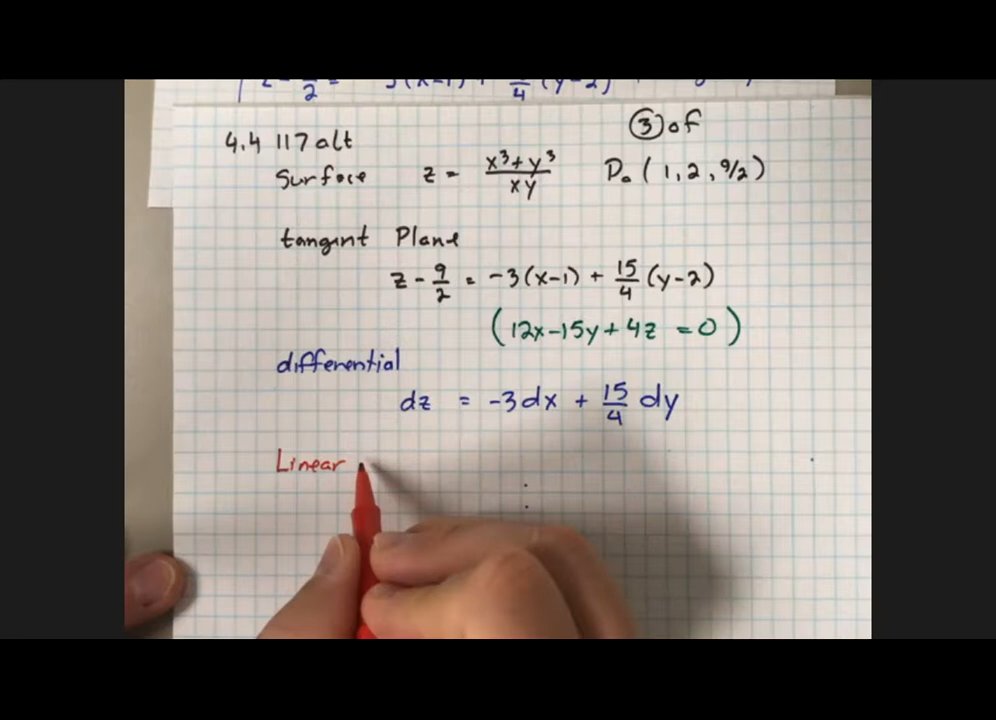 4.4 117 alt ③ of
Surface z = x³+y³/xy P₀ (1, 2, 9/2)
tangent Plane
z - 9/2 = -3(x-1) + 15/4 (y-2)
(12x-15y+4z =0)
differential
dz = -3dx + 15/4 dy
Linear